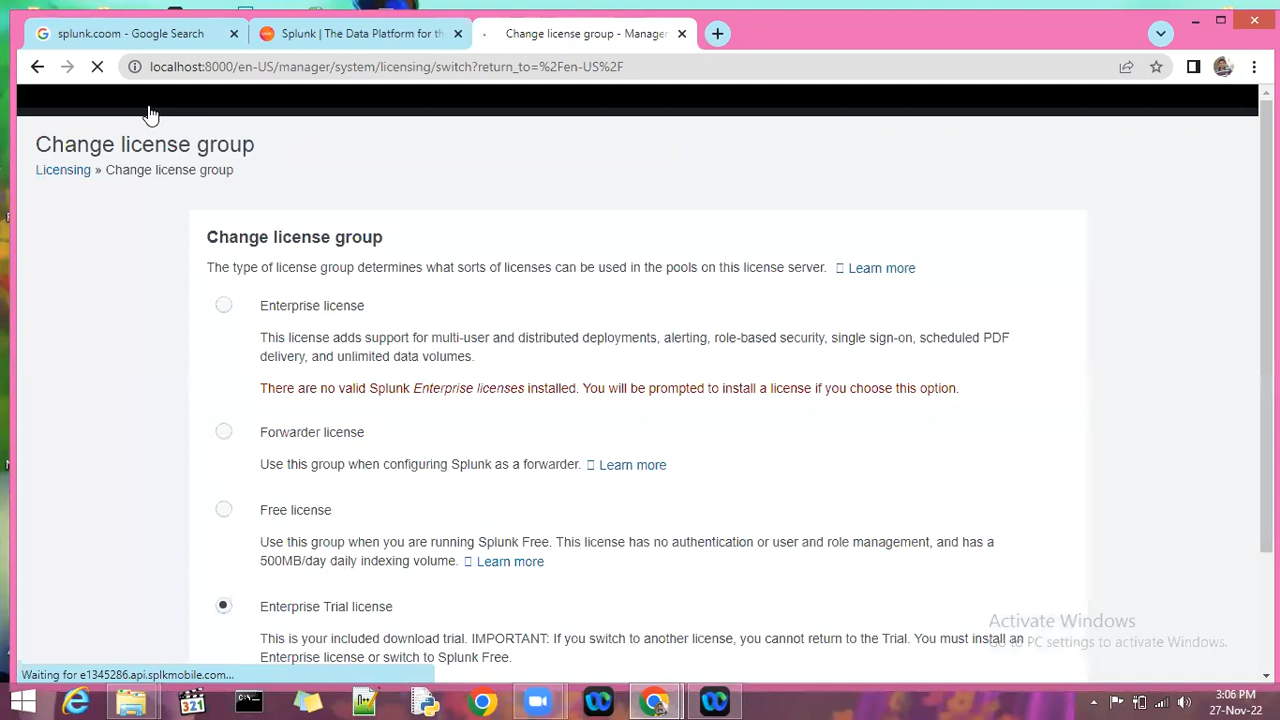 splunk.coom - Google Search
Splunk | The Data Platform for th
Change license group - Manager
localhost:8000/en-US/manager/system/licensing/switch?return_to=%2Fen-US%2F
Change license group
Licensing » Change license group
Change license group
The type of license group determines what sorts of licenses can be used in the pools on this license server. Learn more
Enterprise license
This license adds support for multi-user and distributed deployments, alerting, role-based security, single sign-on, scheduled PDF
delivery, and unlimited data volumes.
There are no valid Splunk Enterprise licenses installed. You will be prompted to install a license if you choose this option.
Forwarder license
Use this group when configuring Splunk as a forwarder. Learn more
Free license
Use this group when you are running Splunk Free. This license has no authentication or user and role management, and has a
500MB/day daily indexing volume. Learn more
Enterprise Trial license
This is your included download trial. IMPORTANT: If you switch to another license, you cannot return to the Trial. You must install an
Enterprise license or switch to Splunk Free.
Activate Windows
Go to PC settings to activate Windows.
Waiting for e1345286.api.splkmobile.com...
321
3:06 PM
27-Nov-22